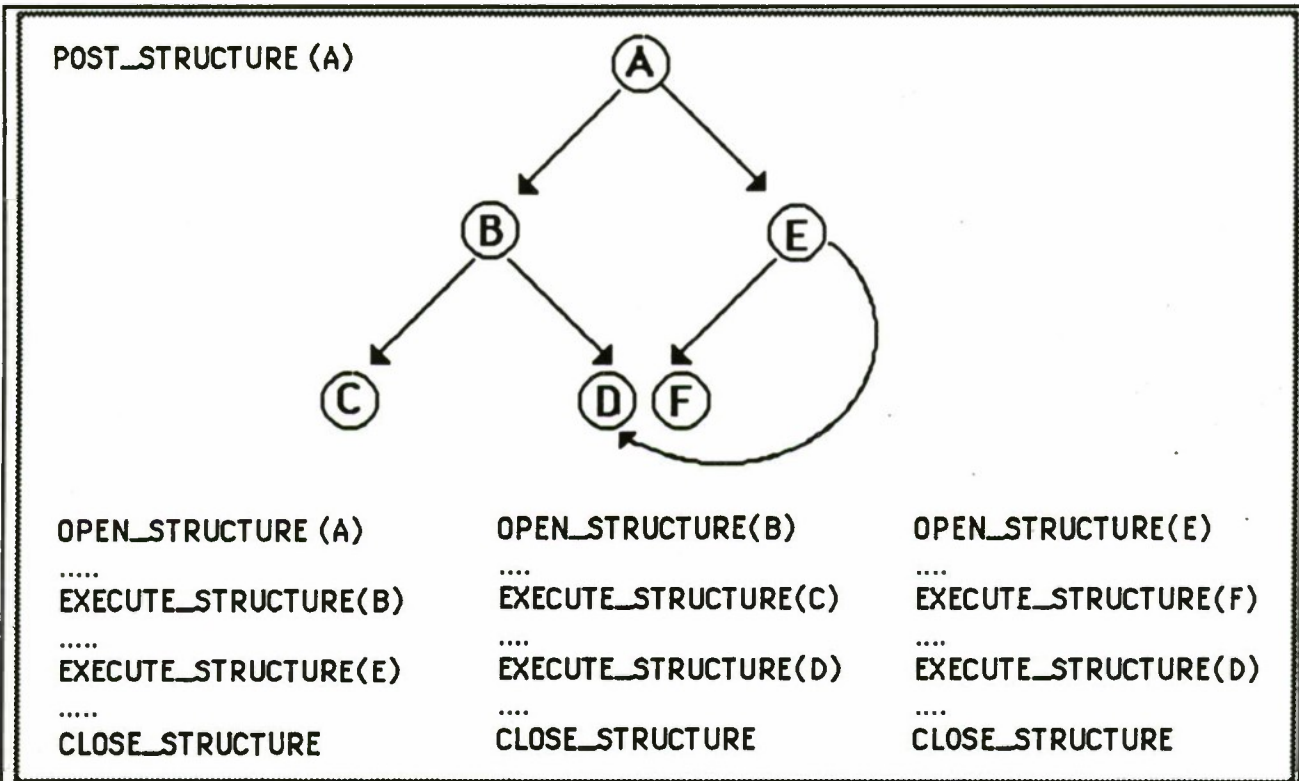 POST_STRUCTURE (A)
A
B
E
C
D
F
OPEN_STRUCTURE (A)
.....
EXECUTE_STRUCTURE(B)
.....
EXECUTE_STRUCTURE(E)
.....
CLOSE_STRUCTURE
OPEN_STRUCTURE(B)
....
EXECUTE_STRUCTURE(C)
....
EXECUTE_STRUCTURE(D)
....
CLOSE_STRUCTURE
OPEN_STRUCTURE(E)
....
EXECUTE_STRUCTURE(F)
....
EXECUTE_STRUCTURE(D)
....
CLOSE_STRUCTURE